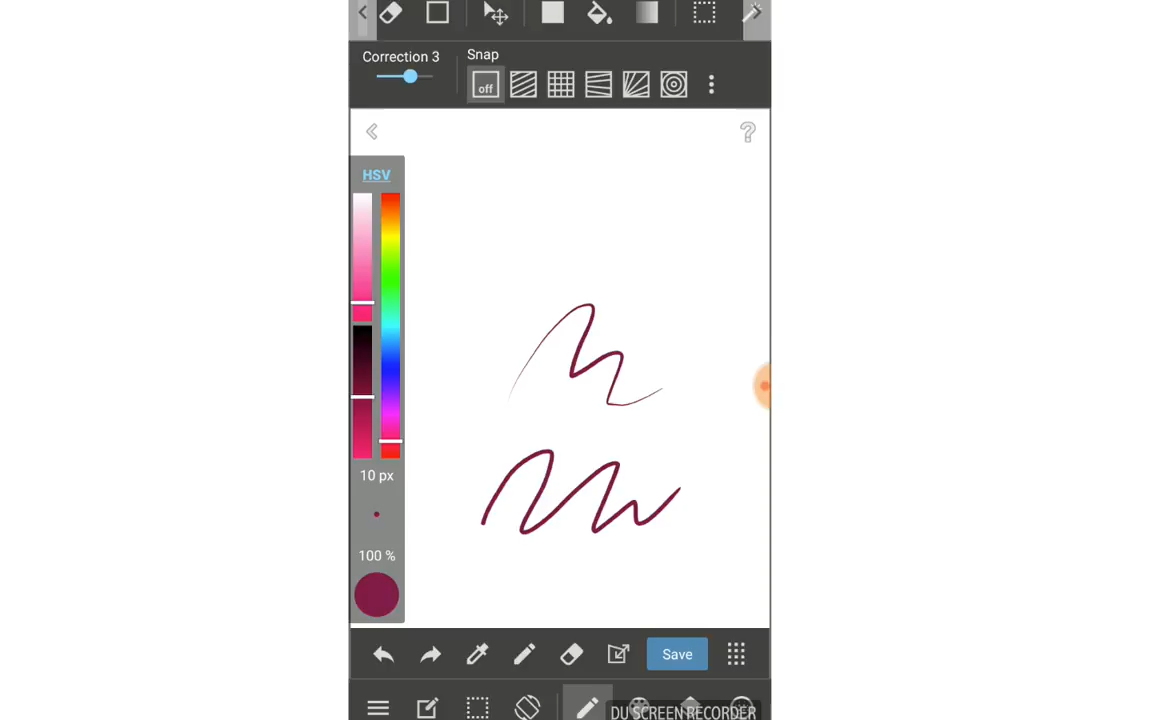 Correction 3
Snap
off
HSV
10 px
100 %
Save
DU SCREEN RECORDER